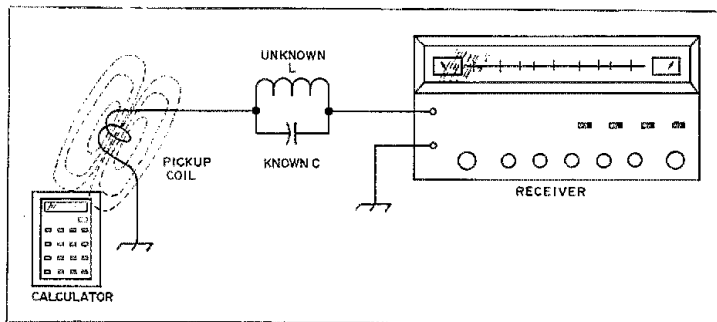 UNKNOWN
L
KNOWN C
PICKUP
COIL
RECEIVER
CALCULATOR